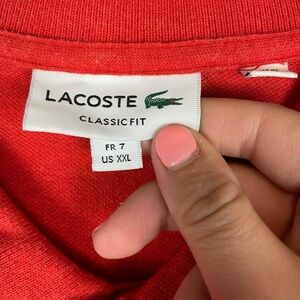 LACOSTE
CLASSIC FIT
FR 7
US XXL